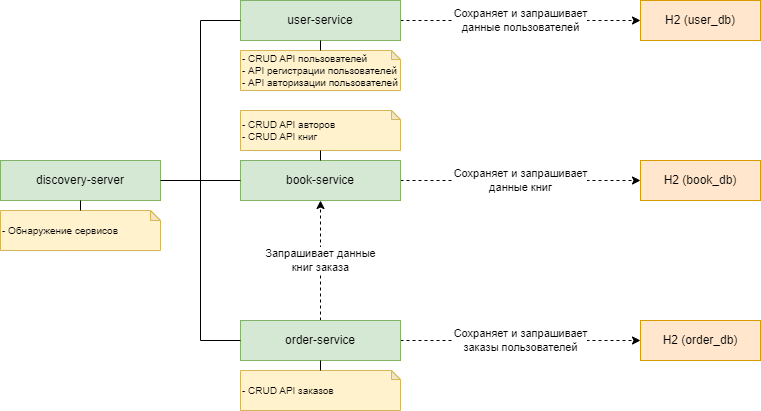 user-service
Сохраняет и запрашивает
данные пользователей
H2 (user_db)
- CRUD API пользователей
- API регистрации пользователей
- API авторизации пользователей
- CRUD API авторов
- CRUD API книг
discovery-server
book-service
Сохраняет и запрашивает
данные книг
H2 (book_db)
- Обнаружение сервисов
Запрашивает данные
книг заказа
order-service
Сохраняет и запрашивает
заказы пользователей
H2 (order_db)
- CRUD API заказов